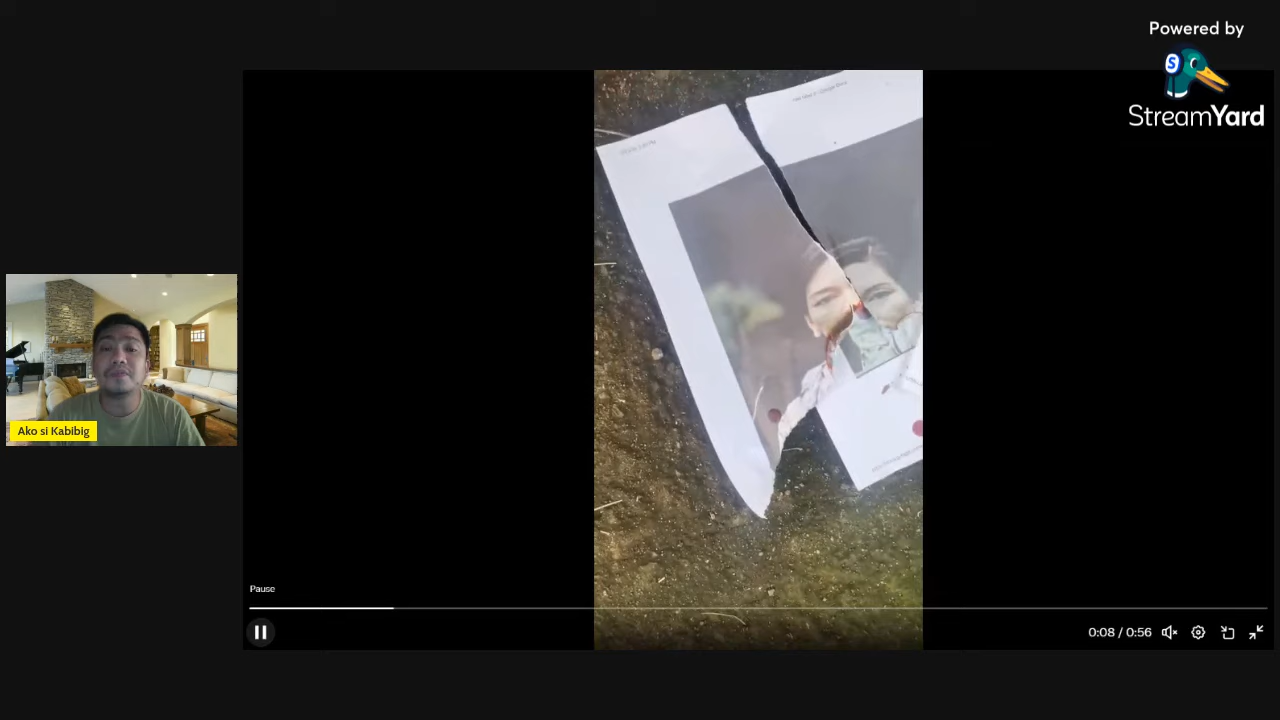 Powered by
S
StreamYard
Ako si Kabibig
Pause
0:08 / 0:56